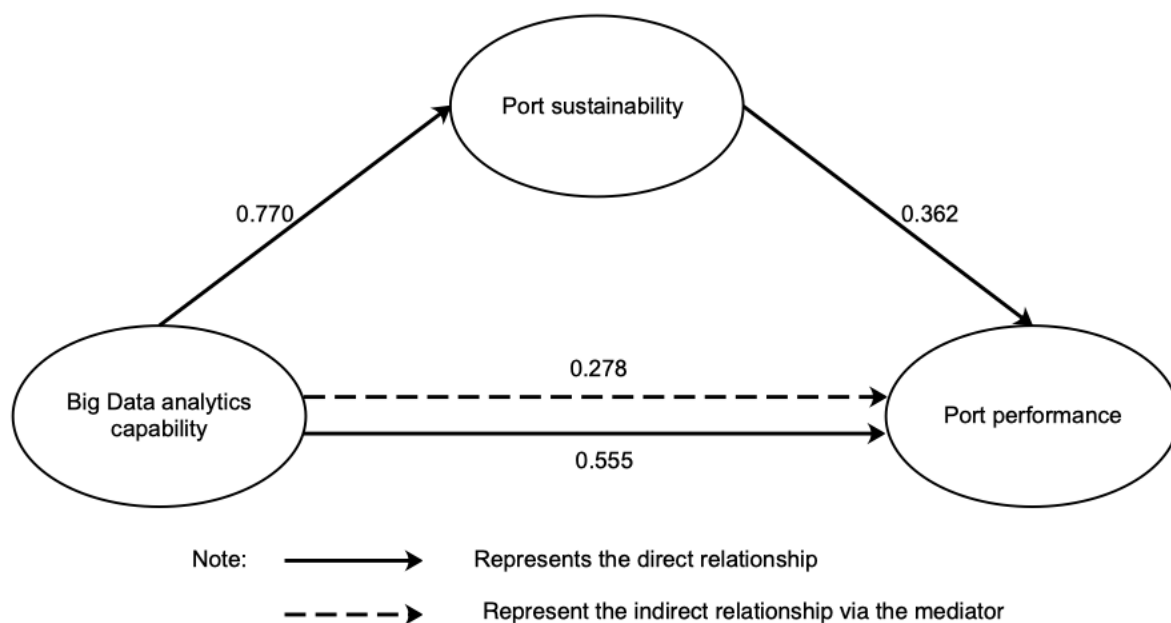 Port sustainability
0.770
0.362
Big Data analytics
capability
0.278
0.555
Port performance
Note:
Represents the direct relationship
Represent the indirect relationship via the mediator